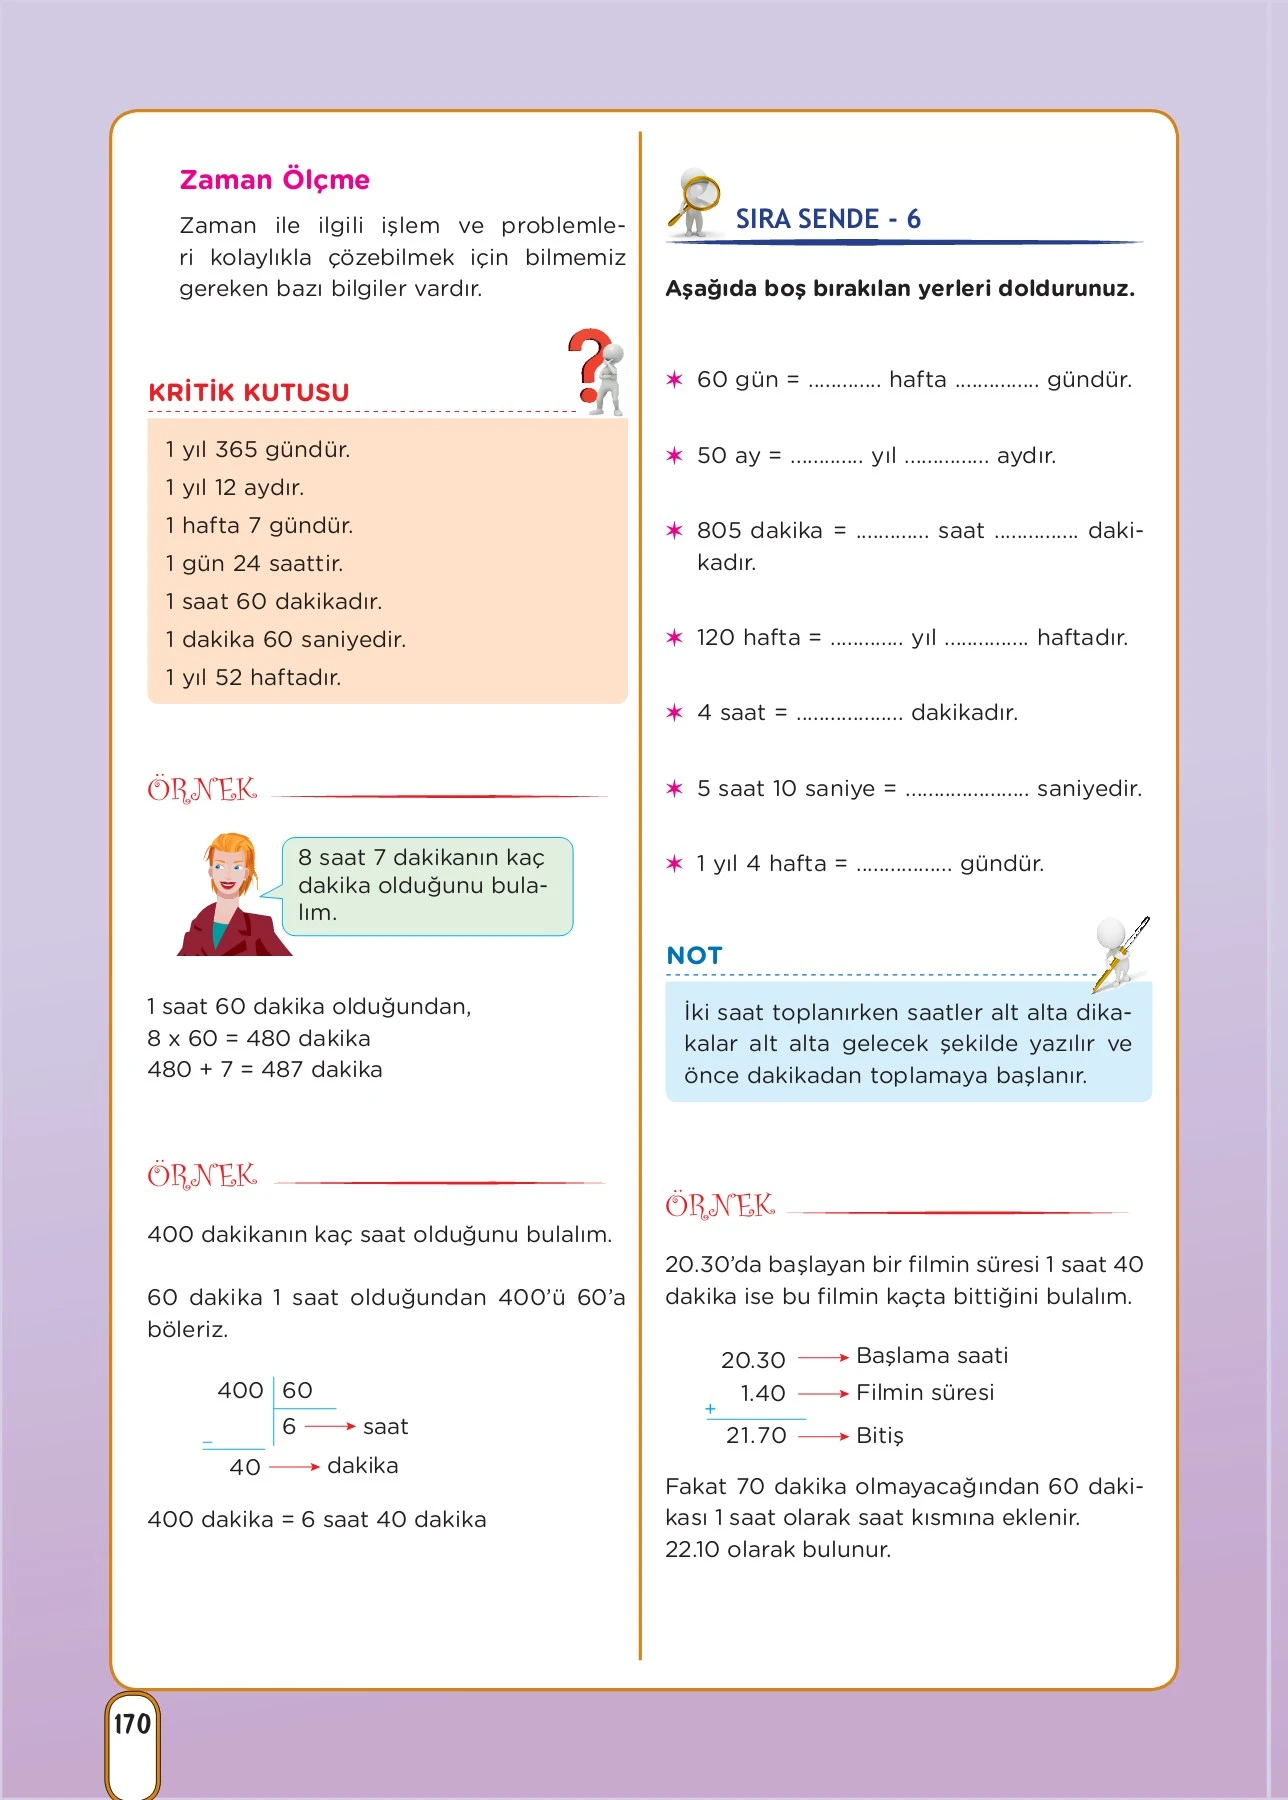 Zaman Ölçme
Zaman ile ilgili işlem ve problemle-
ri kolaylıkla çözebilmek için bilmemiz
gereken bazı bilgiler vardır.
KRİTİK KUTUSU
1 yıl 365 gündür.
1 yıl 12 aydır.
1 hafta 7 gündür.
1 gün 24 saattir.
1 saat 60 dakikadır.
1 dakika 60 saniyedir.
1 yıl 52 haftadır.
ÖRNEK
8 saat 7 dakikanın kaç
dakika olduğunu bula-
lım.
1 saat 60 dakika olduğundan,
8 x 60 = 480 dakika
480 + 7 = 487 dakika
ÖRNEK
400 dakikanın kaç saat olduğunu bulalım.
60 dakika 1 saat olduğundan 400'ü 60'a
böleriz.
400 60
6 saat
–
40 dakika
400 dakika = 6 saat 40 dakika
SIRA SENDE - 6
Aşağıda boş bırakılan yerleri doldurunuz.
60 gün = ............. hafta ............... gündür.
50 ay = ............. yıl ............... aydır.
805 dakika = ............. saat ............... daki-
kadır.
120 hafta = ............. yıl ............... haftadır.
4 saat = ................... dakikadır.
5 saat 10 saniye = ...................... saniyedir.
1 yıl 4 hafta = ................. gündür.
NOT
İki saat toplanırken saatler alt alta dika-
kalar alt alta gelecek şekilde yazılır ve
önce dakikadan toplamaya başlanır.
ÖRNEK
20.30'da başlayan bir filmin süresi 1 saat 40
dakika ise bu filmin kaçta bittiğini bulalım.
20.30 Başlama saati
1.40 Filmin süresi
+
21.70 Bitiş
Fakat 70 dakika olmayacağından 60 daki-
kası 1 saat olarak saat kısmına eklenir.
22.10 olarak bulunur.
170